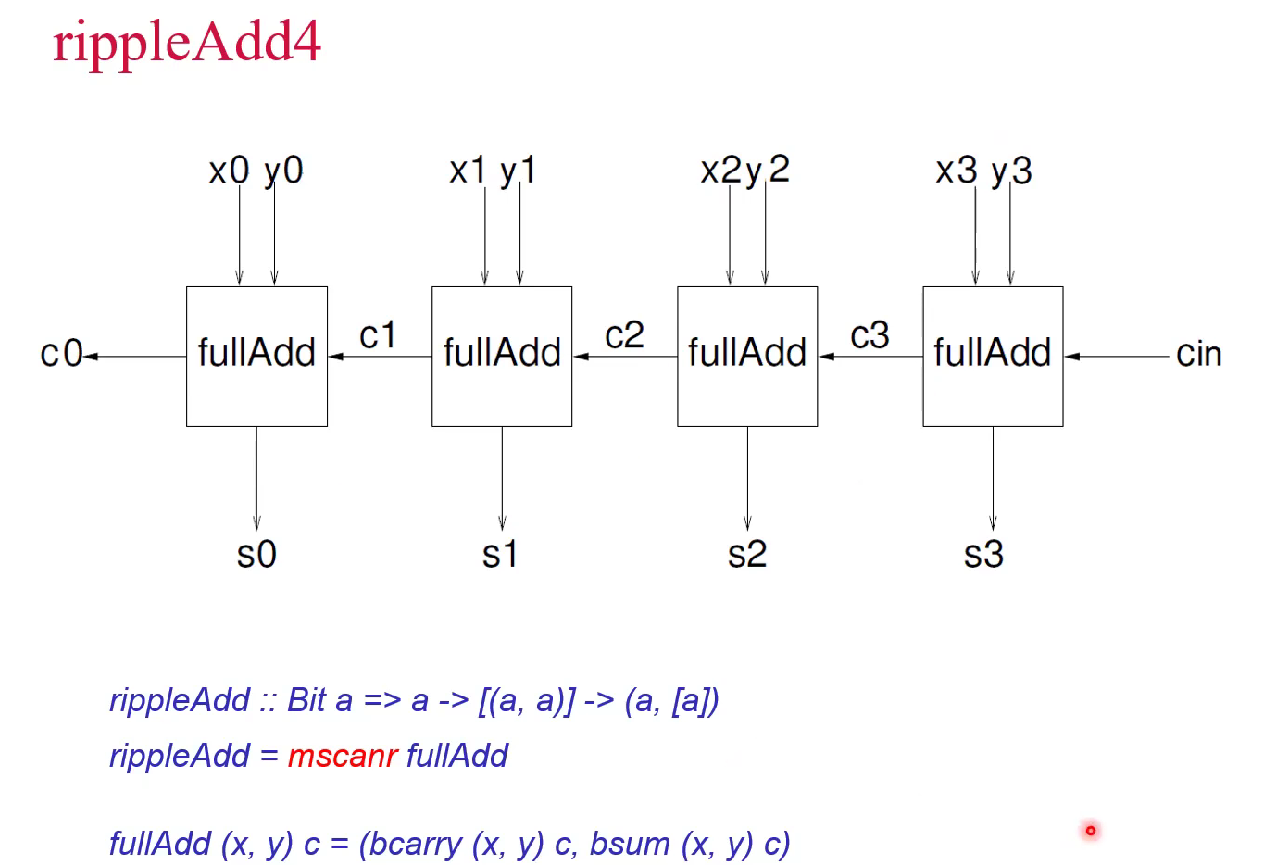 rippleAdd4
x0 y0 x1 y1 x2 y2 x3 y3
c0 fullAdd c1 fullAdd c2 fullAdd c3 fullAdd cin
s0 s1 s2 s3
rippleAdd :: Bit a => a -> [(a, a)] -> (a, [a])
rippleAdd = mscanr fullAdd
fullAdd (x, y) c = (bcarry (x, y) c, bsum (x, y) c)